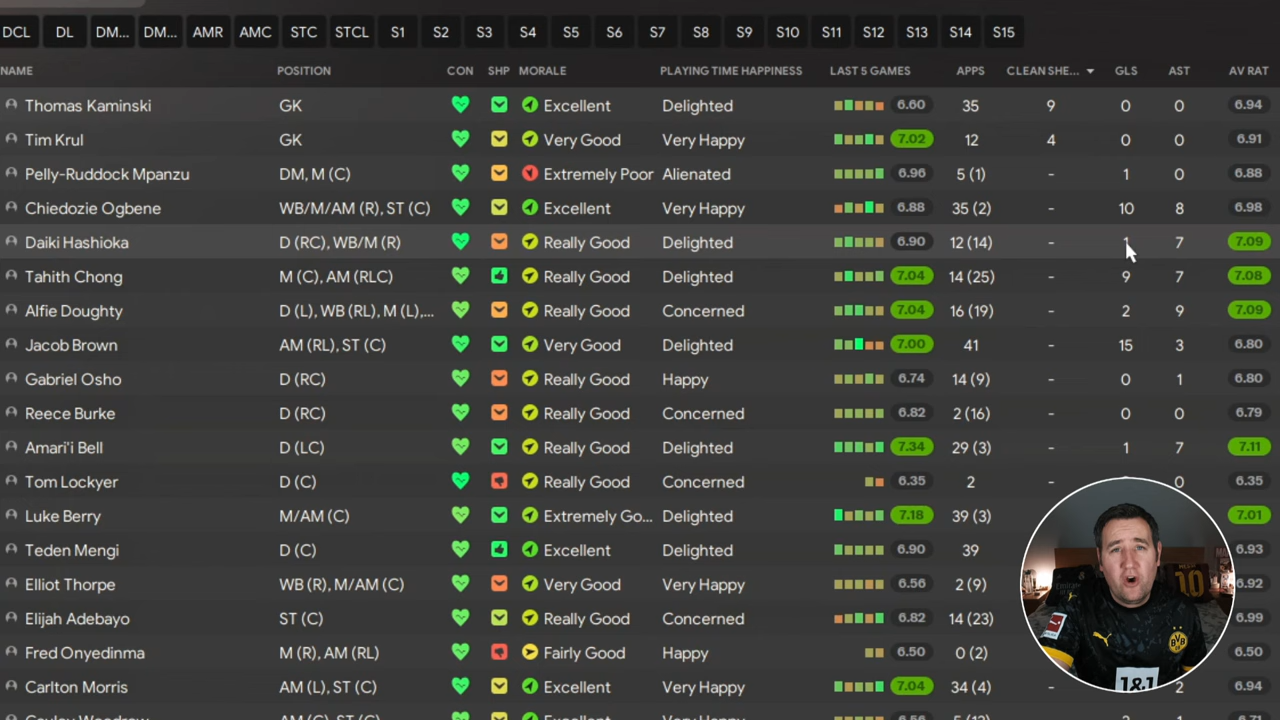 DCL DL DM... DM... AMR AMC STC STCL S1 S2 S3 S4 S5 S6 S7 S8 S9 S10 S11 S12 S13 S14 S15
NAME POSITION CON SHP MORALE PLAYING TIME HAPPINESS LAST 5 GAMES APPS CLEAN SHE... GLS AST AV RAT
Thomas Kaminski GK Excellent Delighted 6.60 35 9 0 0 6.94
Tim Krul GK Very Good Very Happy 7.02 12 4 0 0 6.91
Pelly-Ruddock Mpanzu DM, M (C) Extremely Poor Alienated 6.96 5 (1) - 1 0 6.88
Chiedozie Ogbene WB/M/AM (R), ST (C) Excellent Very Happy 6.88 35 (2) - 10 8 6.98
Daiki Hashioka D (RC), WB/M (R) Really Good Delighted 6.90 12 (14) - 1 7 7.09
Tahith Chong M (C), AM (RLC) Really Good Delighted 7.04 14 (25) - 9 7 7.08
Alfie Doughty D (L), WB (RL), M (L),... Really Good Concerned 7.04 16 (19) - 2 9 7.09
Jacob Brown AM (RL), ST (C) Very Good Delighted 7.00 41 - 15 3 6.80
Gabriel Osho D (RC) Really Good Happy 6.74 14 (9) - 0 1 6.80
Reece Burke D (RC) Really Good Concerned 6.82 2 (16) - 0 0 6.79
Amari'i Bell D (LC) Really Good Delighted 7.34 29 (3) - 1 7 7.11
Tom Lockyer D (C) Really Good Delighted 6.35 2 - 0 6.35
Luke Berry M/AM (C) Extremely Go... Delighted 7.18 39 (3) - 7.01
Teden Mengi D (C) Excellent Delighted 6.90 39 6.93
Elliot Thorpe WB (R), M/AM (C) Very Good Very Happy 6.56 2 (9) 6.92
Elijah Adebayo ST (C) Really Good Concerned 6.82 14 (23) 6.99
Fred Onyedinma M (R), AM (RL) Fairly Good Happy 6.50 0 (2) 6.50
Carlton Morris AM (L), ST (C) Excellent Very Happy 7.04 34 (4) - 2 6.94
10
BVB 09
1&1